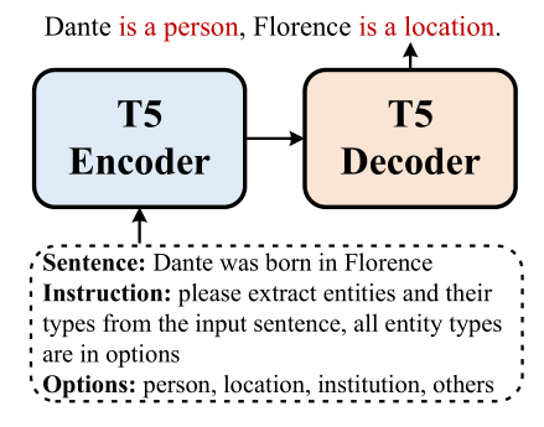 Dante is a person, Florence is a location.
T5
Encoder
T5
Decoder
Sentence: Dante was born in Florence
Instruction: please extract entities and their
types from the input sentence, all entity types
are in options
Options: person, location, institution, others